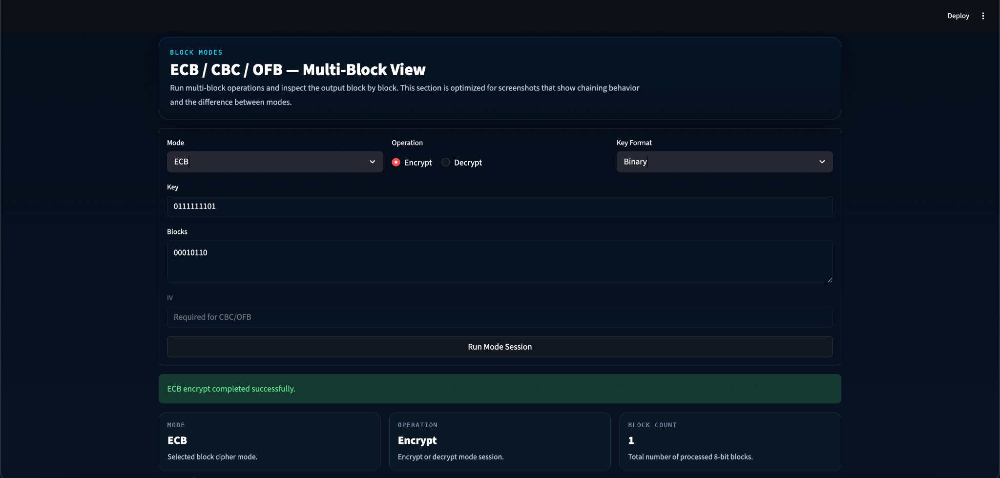 Deploy
BLOCK MODES
ECB / CBC / OFB — Multi-Block View
Run multi-block operations and inspect the output block by block. This section is optimized for screenshots that show chaining behavior
and the difference between modes.
Mode
Operation
Key Format
ECB
Encrypt
Decrypt
Binary
Key
0111111101
Blocks
00010110
IV
Required for CBC/OFB
Run Mode Session
ECB encrypt completed successfully.
MODE
ECB
Selected block cipher mode.
OPERATION
Encrypt
Encrypt or decrypt mode session.
BLOCK COUNT
1
Total number of processed 8-bit blocks.